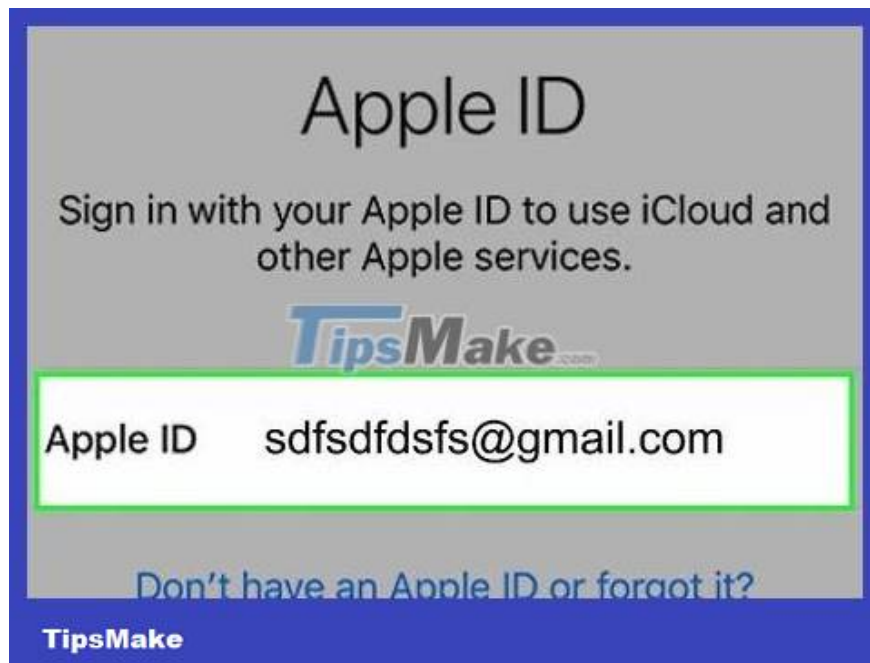 Apple ID
Sign in with your Apple ID to use iCloud and
other Apple services.
TipsMake.com
Apple ID sdfsdfdsfs@gmail.com
Don't have an Apple ID or forgot it?
TipsMake